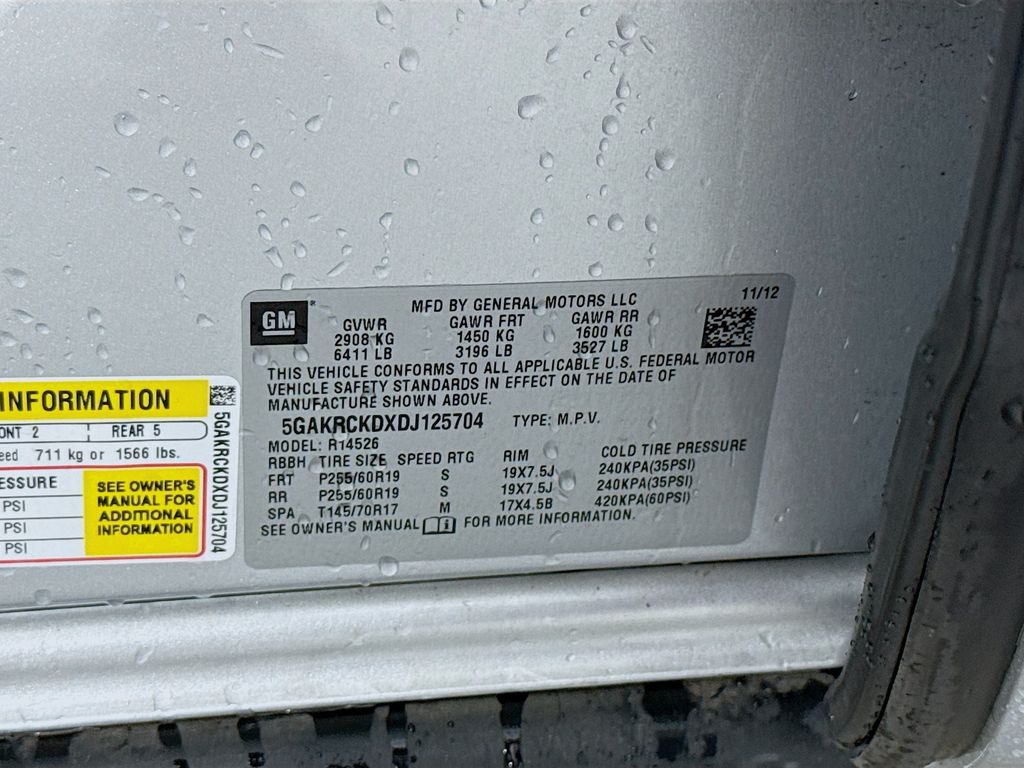 MFD BY GENERAL MOTORS LLC 11/12
GM
GVWR GAWR FRT GAWR RR
2908 KG 1450 KG 1600 KG
6411 LB 3196 LB 3527 LB
THIS VEHICLE CONFORMS TO ALL APPLICABLE U.S. FEDERAL MOTOR
VEHICLE SAFETY STANDARDS IN EFFECT ON THE DATE OF
MANUFACTURE SHOWN ABOVE.
5GAKRCKDXDJ125704 TYPE: M.P.V.
MODEL: R14526
RBBH TIRE SIZE SPEED RTG RIM COLD TIRE PRESSURE
FRT P255/60R19 S 19X7.5J 240KPA(35PSI)
RR P255/60R19 S 19X7.5J 240KPA(35PSI)
SPA T145/70R17 M 17X4.5B 420KPA(60PSI)
SEE OWNER'S MANUAL FOR MORE INFORMATION.
INFORMATION
ONT 2 REAR 5
eed 711 kg or 1566 lbs.
ESSURE
PSI
PSI
PSI
SEE OWNER'S
MANUAL FOR
ADDITIONAL
INFORMATION
5GAKRCKDXDJ125704